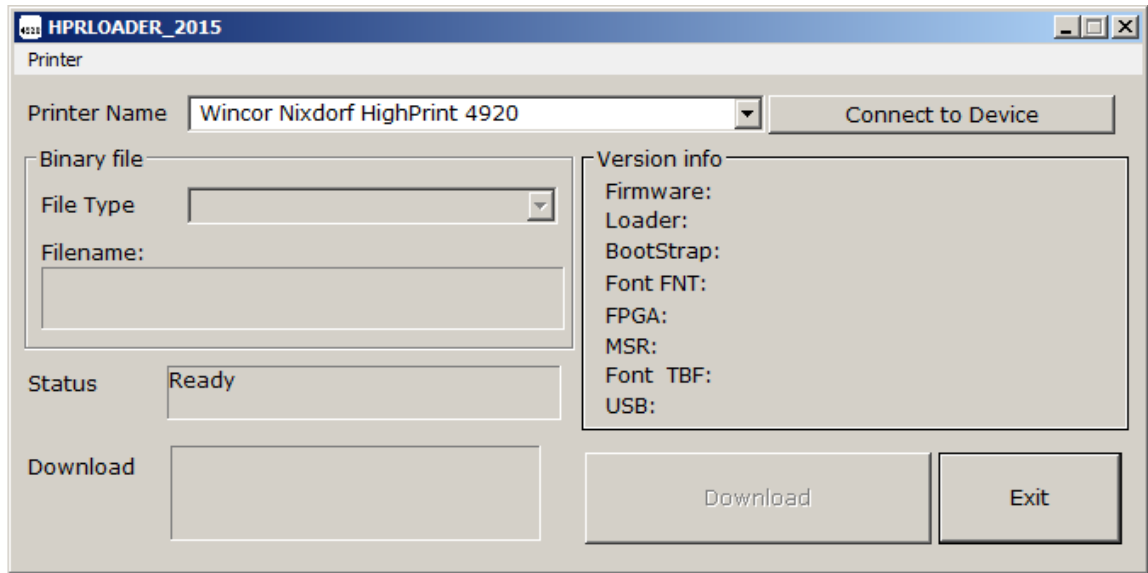 4920 HPRLOADER_2015
Printer
Printer Name Wincor Nixdorf HighPrint 4920 Connect to Device
Binary file
File Type
Filename:
Version info
Firmware:
Loader:
BootStrap:
Font FNT:
FPGA:
MSR:
Font TBF:
USB:
Status Ready
Download
Download Exit